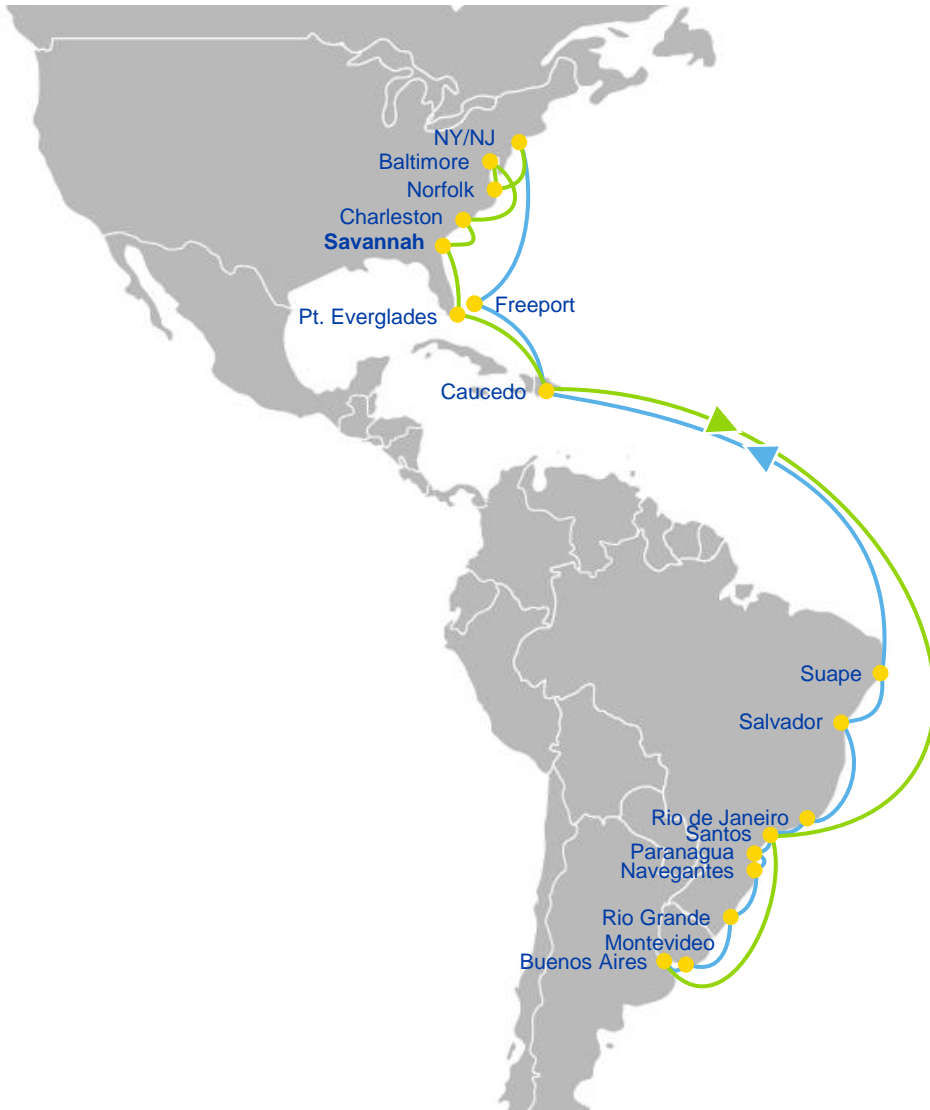 NY/NJ
Baltimore
Norfolk
Charleston
Savannah
Freeport
Pt. Everglades
Caucedo
Suape
Salvador
Rio de Janeiro
Santos
Paranagua
Navegantes
Rio Grande
Montevideo
Buenos Aires